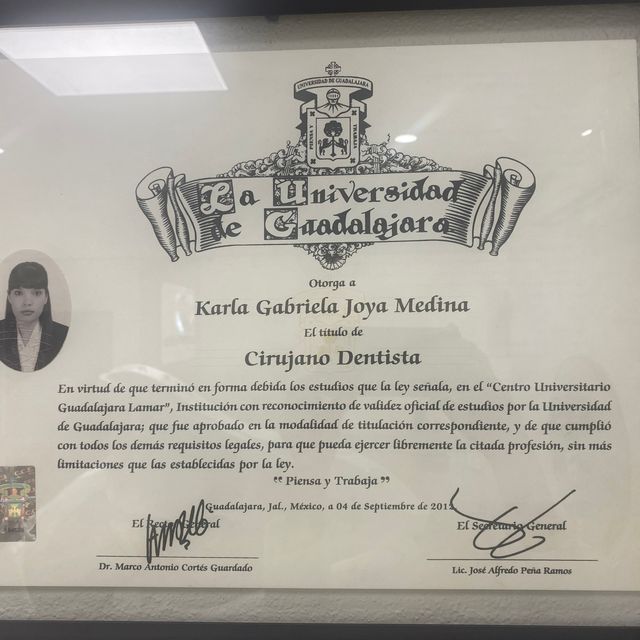 UNIVERSIDAD DE GUADALAJARA
PIENSA Y TRABAJA
La Universidad
de Guadalajara
Otorga a
Karla Gabriela Joya Medina
El título de
Cirujano Dentista
En virtud de que terminó en forma debida los estudios que la ley señala, en el “Centro Universitario
Guadalajara Lamar”, Institución con reconocimiento de validez oficial de estudios por la Universidad
de Guadalajara; que fue aprobado en la modalidad de titulación correspondiente, y de que cumplió
con todos los demás requisitos legales, para que pueda ejercer libremente la citada profesión, sin más
limitaciones que las establecidas por la ley.
“ Piensa y Trabaja ”
Guadalajara, Jal., México, a 04 de Septiembre de
El Rector General
El Secretario General
Dr. Marco Antonio Cortés Guardado
Lic. José Alfredo Peña Ramos